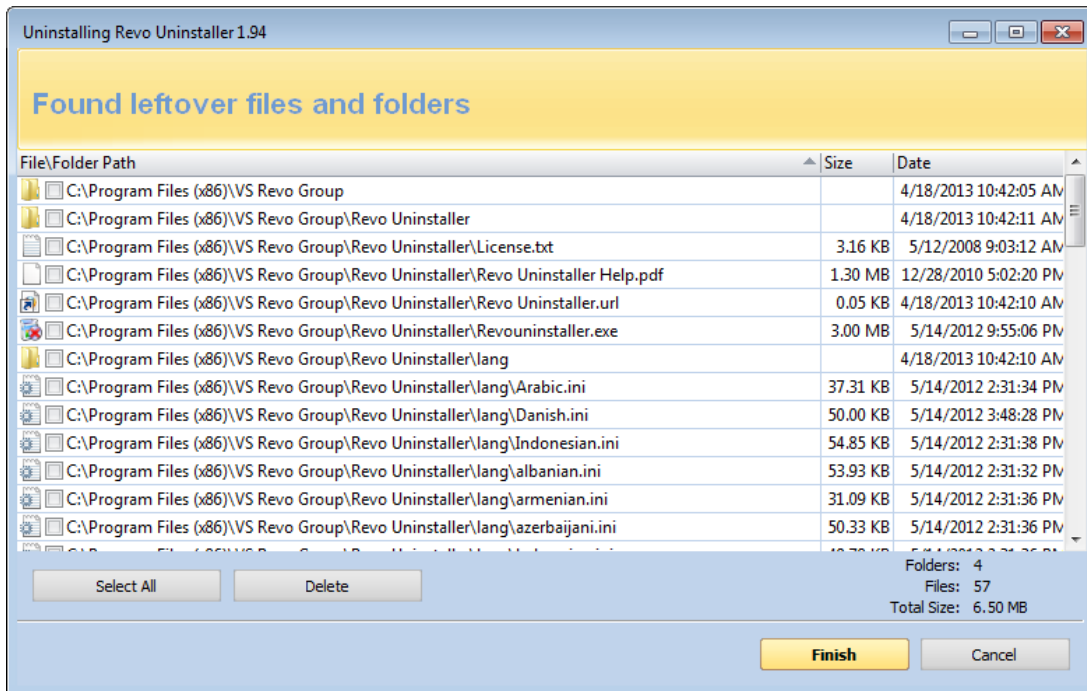 Uninstalling Revo Uninstaller 1.94
Found leftover files and folders
File\Folder Path Size Date
C:\Program Files (x86)\VS Revo Group 4/18/2013 10:42:05 AM
C:\Program Files (x86)\VS Revo Group\Revo Uninstaller 4/18/2013 10:42:11 AM
C:\Program Files (x86)\VS Revo Group\Revo Uninstaller\License.txt 3.16 KB 5/12/2008 9:03:12 AM
C:\Program Files (x86)\VS Revo Group\Revo Uninstaller\Revo Uninstaller Help.pdf 1.30 MB 12/28/2010 5:02:20 PM
C:\Program Files (x86)\VS Revo Group\Revo Uninstaller\Revo Uninstaller.url 0.05 KB 4/18/2013 10:42:10 AM
C:\Program Files (x86)\VS Revo Group\Revo Uninstaller\Revouninstaller.exe 3.00 MB 5/14/2012 9:55:06 PM
C:\Program Files (x86)\VS Revo Group\Revo Uninstaller\lang 4/18/2013 10:42:10 AM
C:\Program Files (x86)\VS Revo Group\Revo Uninstaller\lang\Arabic.ini 37.31 KB 5/14/2012 2:31:34 PM
C:\Program Files (x86)\VS Revo Group\Revo Uninstaller\lang\Danish.ini 50.00 KB 5/14/2012 3:48:28 PM
C:\Program Files (x86)\VS Revo Group\Revo Uninstaller\lang\Indonesian.ini 54.85 KB 5/14/2012 2:31:38 PM
C:\Program Files (x86)\VS Revo Group\Revo Uninstaller\lang\albanian.ini 53.93 KB 5/14/2012 2:31:32 PM
C:\Program Files (x86)\VS Revo Group\Revo Uninstaller\lang\armenian.ini 31.09 KB 5/14/2012 2:31:36 PM
C:\Program Files (x86)\VS Revo Group\Revo Uninstaller\lang\azerbaijani.ini 50.33 KB 5/14/2012 2:31:36 PM
Select All Delete
Folders: 4
Files: 57
Total Size: 6.50 MB
Finish Cancel